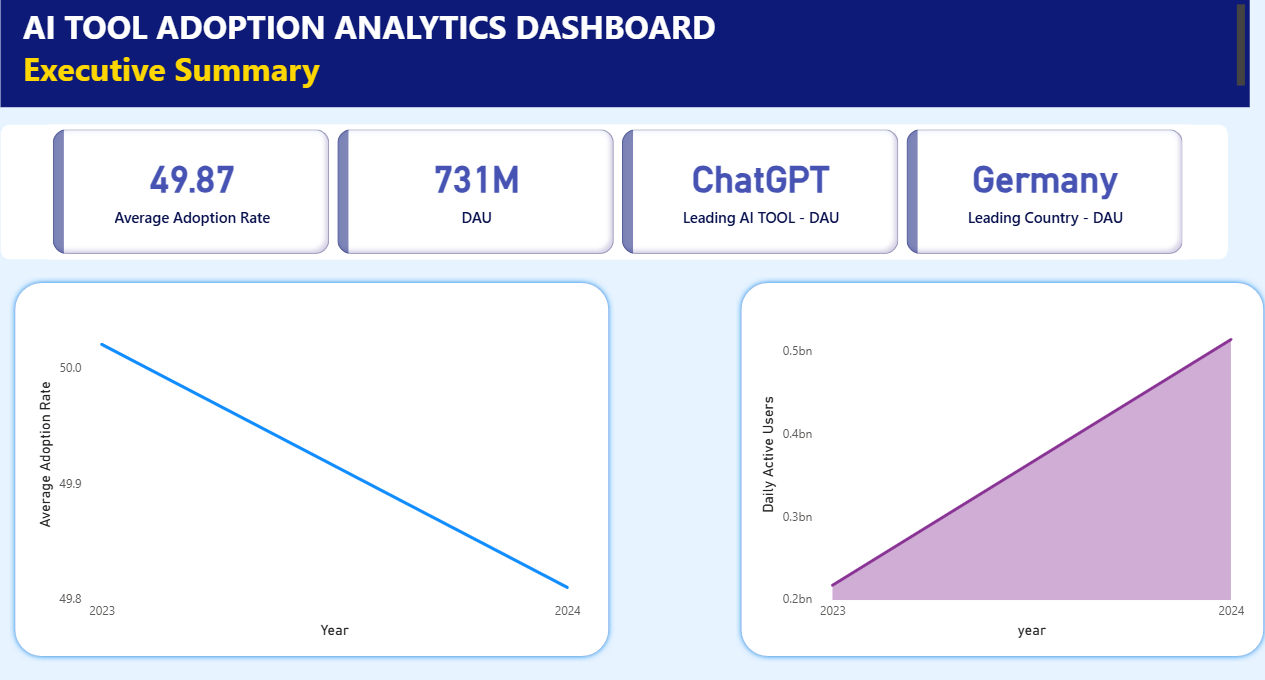 AI TOOL ADOPTION ANALYTICS DASHBOARD
Executive Summary
49.87
Average Adoption Rate
731M
DAU
ChatGPT
Leading AI TOOL - DAU
Germany
Leading Country - DAU
Average Adoption Rate
50.0
49.9
49.8
2023
2024
Year
Daily Active Users
0.5bn
0.4bn
0.3bn
0.2bn
2023
2024
year